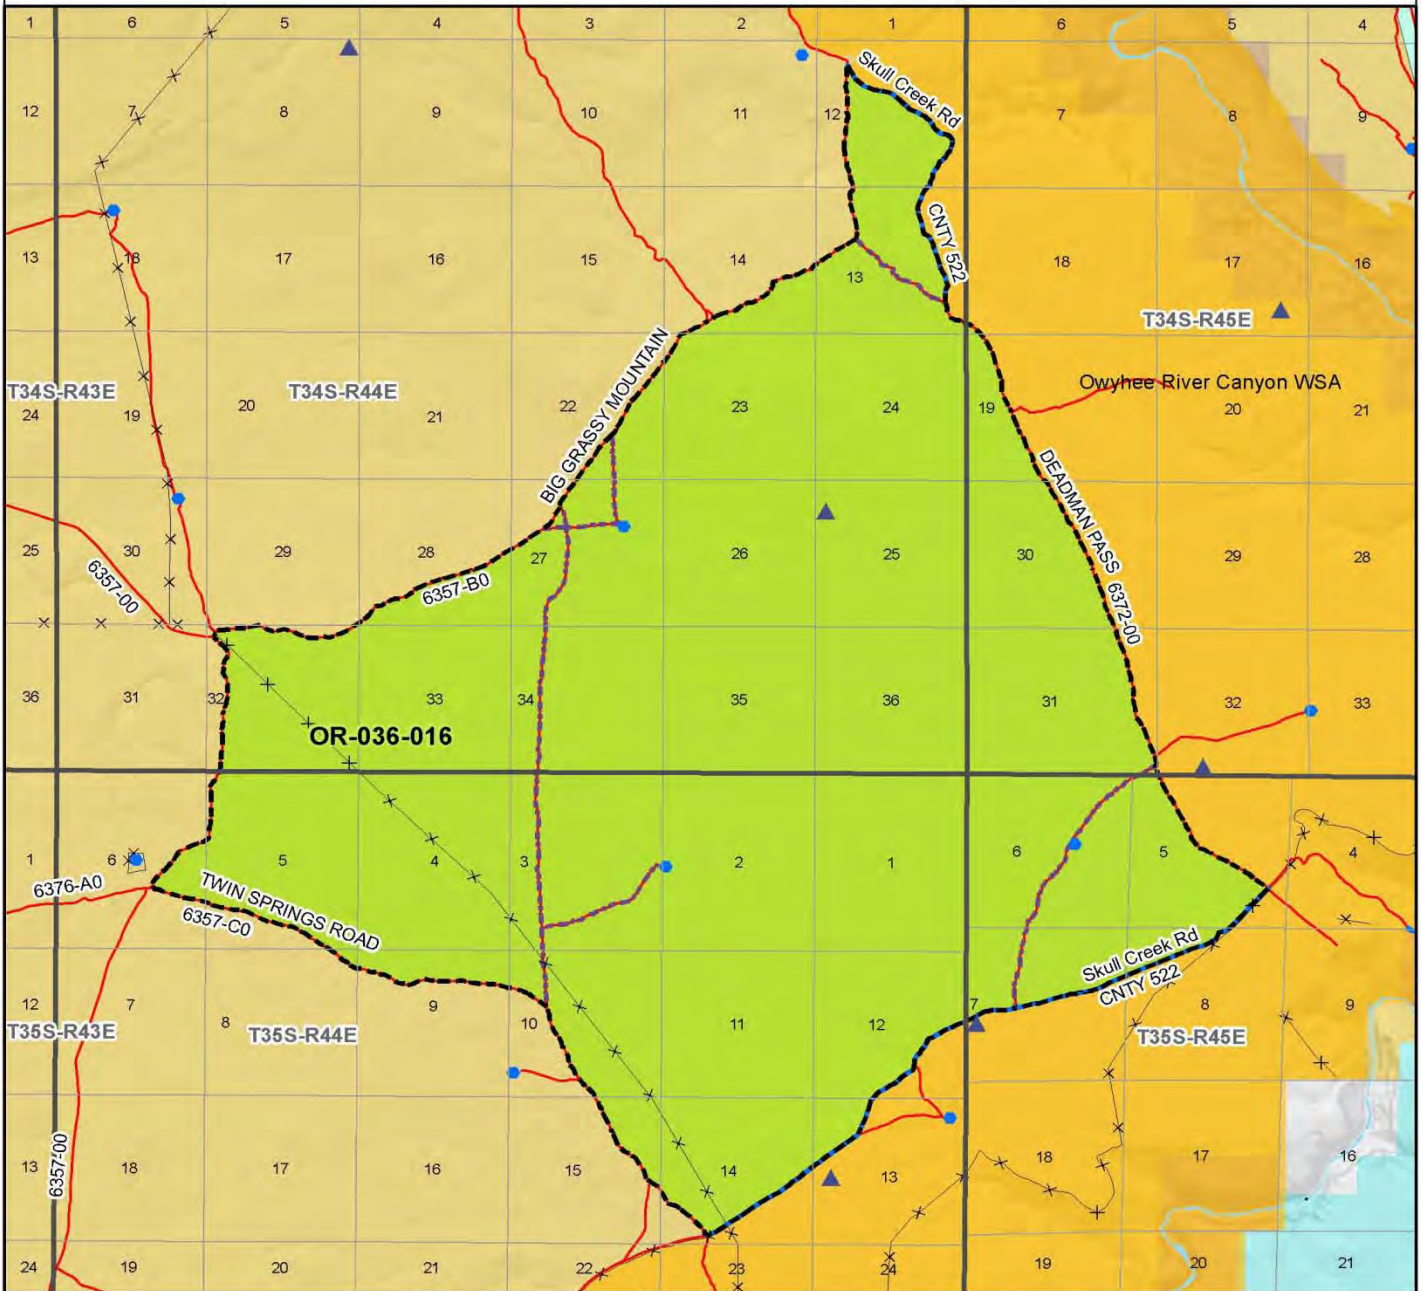 1 6 5 4 3 2 1 6 5 4
Skull Creek Rd
12 7 8 9 10 11 12 7 8 9
CNTY 522
13 18 17 16 15 14 13 18 17 16
T34S-R45E
BIG GRASSY MOUNTAIN
T34S-R43E T34S-R44E
Owyhee River Canyon WSA
24 19 20 21 22 23 24 19 20 21
DEADMAN PASS 6372-00
25 30 29 28 27 26 25 30 29 28
6357-00
6357-B0
36 31 32 33 34 35 36 31 32 33
OR-036-016
1 6 5 4 3 2 1 6 5 4
6376-A0
TWIN SPRINGS ROAD
6357-C0
Skull Creek Rd
CNTY 522
12 7 8 9 10 11 12 7 8 9
T35S-R43E T35S-R44E T35S-R45E
6357-00
13 18 17 16 15 14 13 18 17 16
24 19 20 21 22 23 24 19 20 21